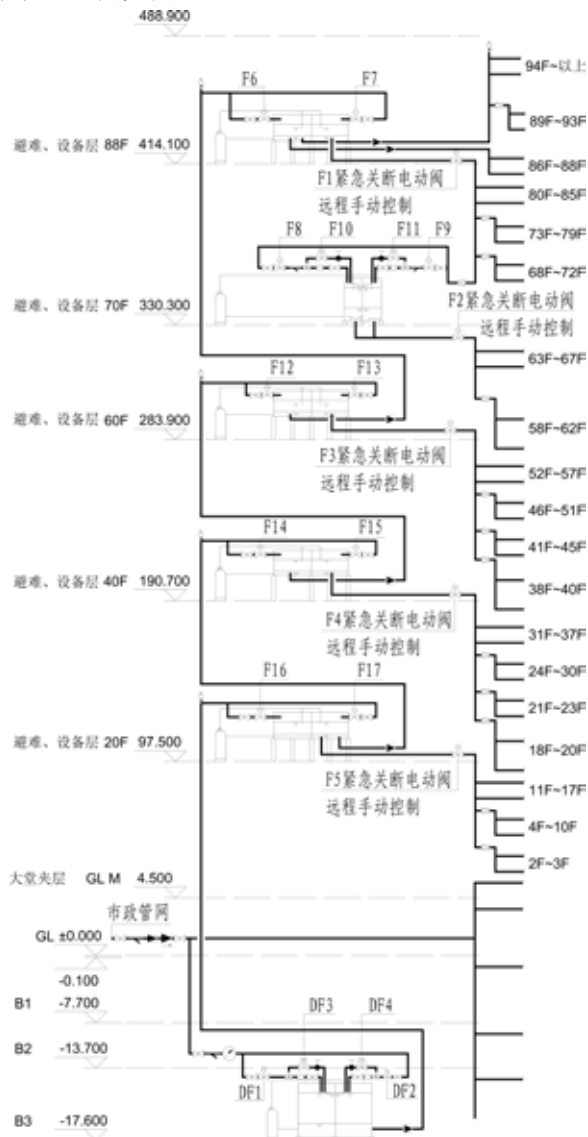 488.900
94F~以上
F6 F7
89F~93F
避难、设备层 88F 414.100
86F~88F
F1紧急关断电动阀
远程手动控制
80F~85F
73F~79F
F8 F10 F11 F9
68F~72F
避难、设备层 70F 330.300
F2紧急关断电动阀
远程手动控制
63F~67F
F12 F13
避难、设备层 60F 283.900
58F~62F
F3紧急关断电动阀
远程手动控制
52F~57F
46F~51F
F14 F15
41F~45F
避难、设备层 40F 190.700
38F~40F
F4紧急关断电动阀
远程手动控制
31F~37F
24F~30F
F16 F17
21F~23F
避难、设备层 20F 97.500
18F~20F
F5紧急关断电动阀
远程手动控制
11F~17F
4F~10F
2F~3F
大堂夹层 GL M 4.500
市政管网
GL ±0.000
-0.100
B1 -7.700
DF3 DF4
B2 -13.700
DF1 DF2
B3 -17.600